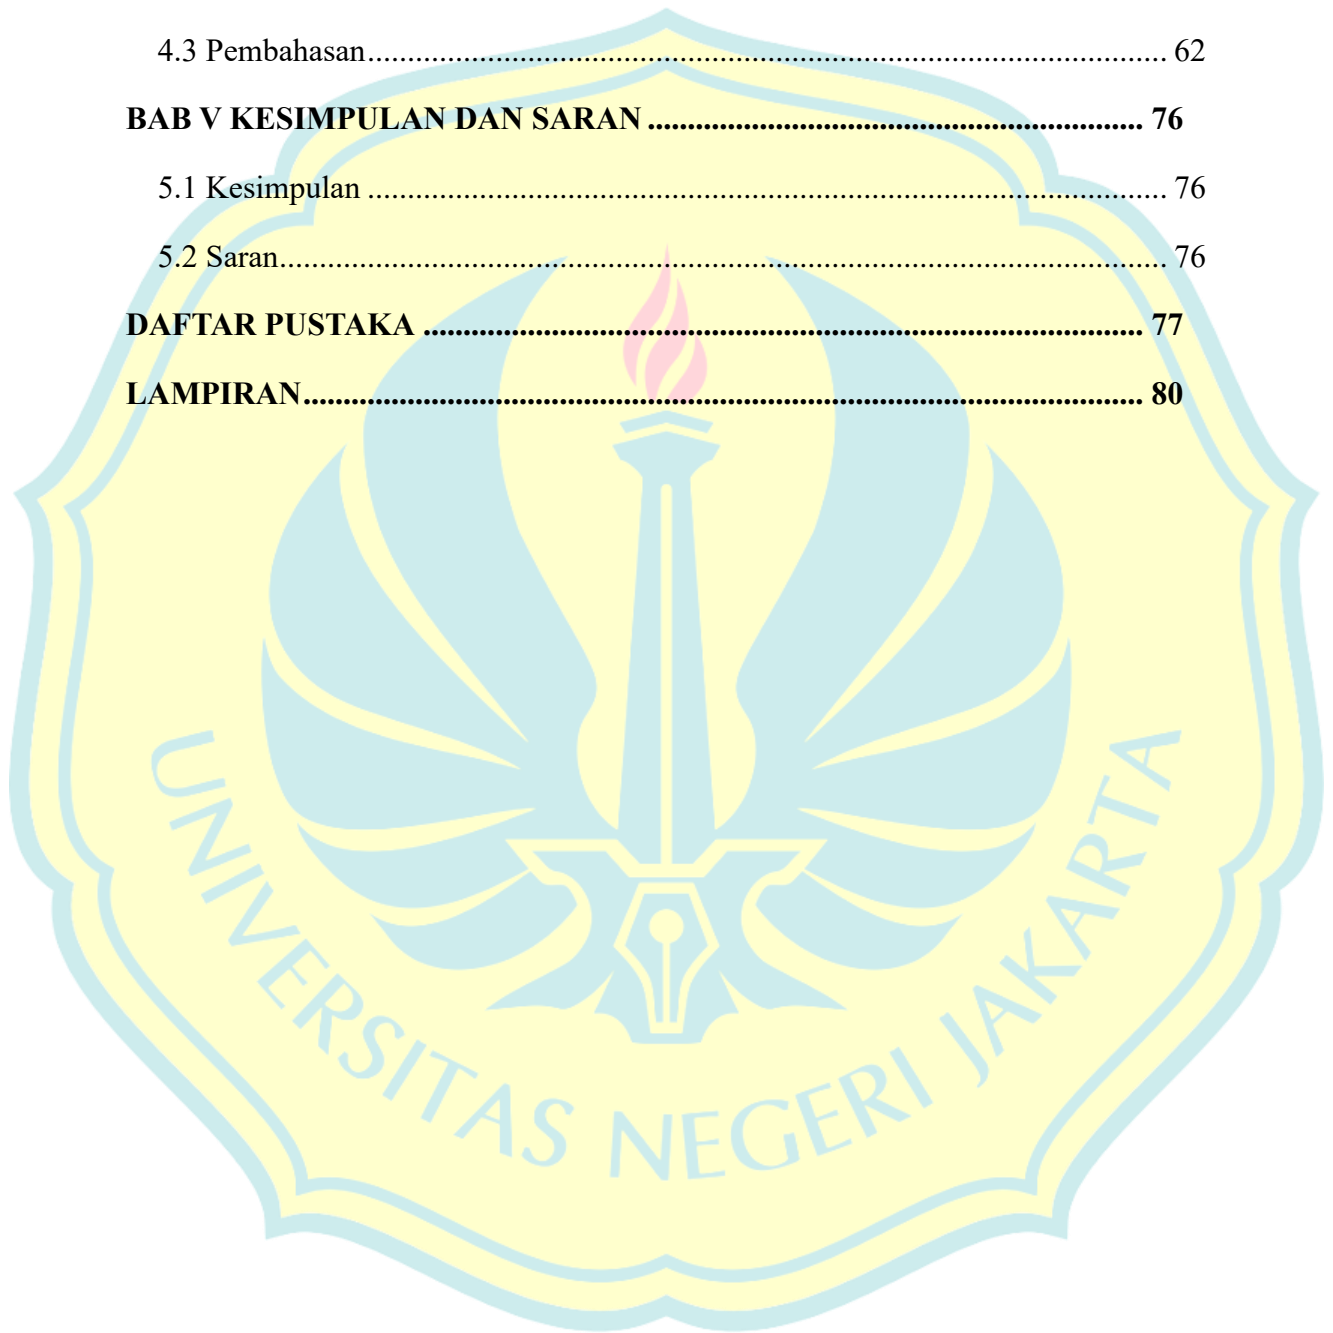 4.3 Pembahasan.................................................................................................... 62
BAB V KESIMPULAN DAN SARAN .............................................................. 76
5.1 Kesimpulan .................................................................................................... 76
5.2 Saran............................................................................................................... 76
DAFTAR PUSTAKA .......................................................................................... 77
LAMPIRAN......................................................................................................... 80
UNIVERSITAS NEGERI JAKARTA